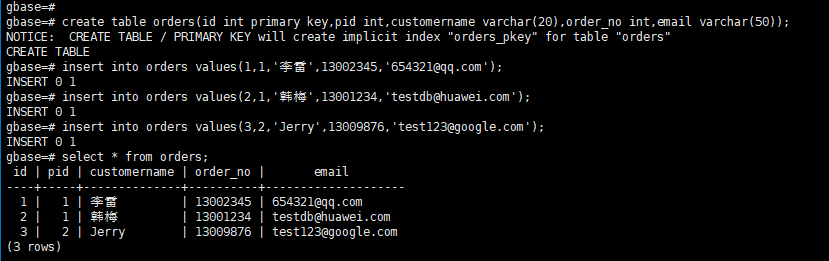 gbase=#
gbase=# create table orders(id int primary key,pid int,customername varchar(20),order_no int,email varchar(50));
NOTICE:  CREATE TABLE / PRIMARY KEY will create implicit index "orders_pkey" for table "orders"
CREATE TABLE
gbase=# insert into orders values(1,1,'李雷',13002345,'654321@qq.com');
INSERT 0 1
gbase=# insert into orders values(2,1,'韩梅',13001234,'testdb@huawei.com');
INSERT 0 1
gbase=# insert into orders values(3,2,'Jerry',13009876,'test123@google.com');
INSERT 0 1
gbase=# select * from orders;
 id | pid | customername | order_no |       email
----+-----+--------------+----------+--------------------
  1 |   1 | 李雷         | 13002345 | 654321@qq.com
  2 |   1 | 韩梅         | 13001234 | testdb@huawei.com
  3 |   2 | Jerry        | 13009876 | test123@google.com
(3 rows)